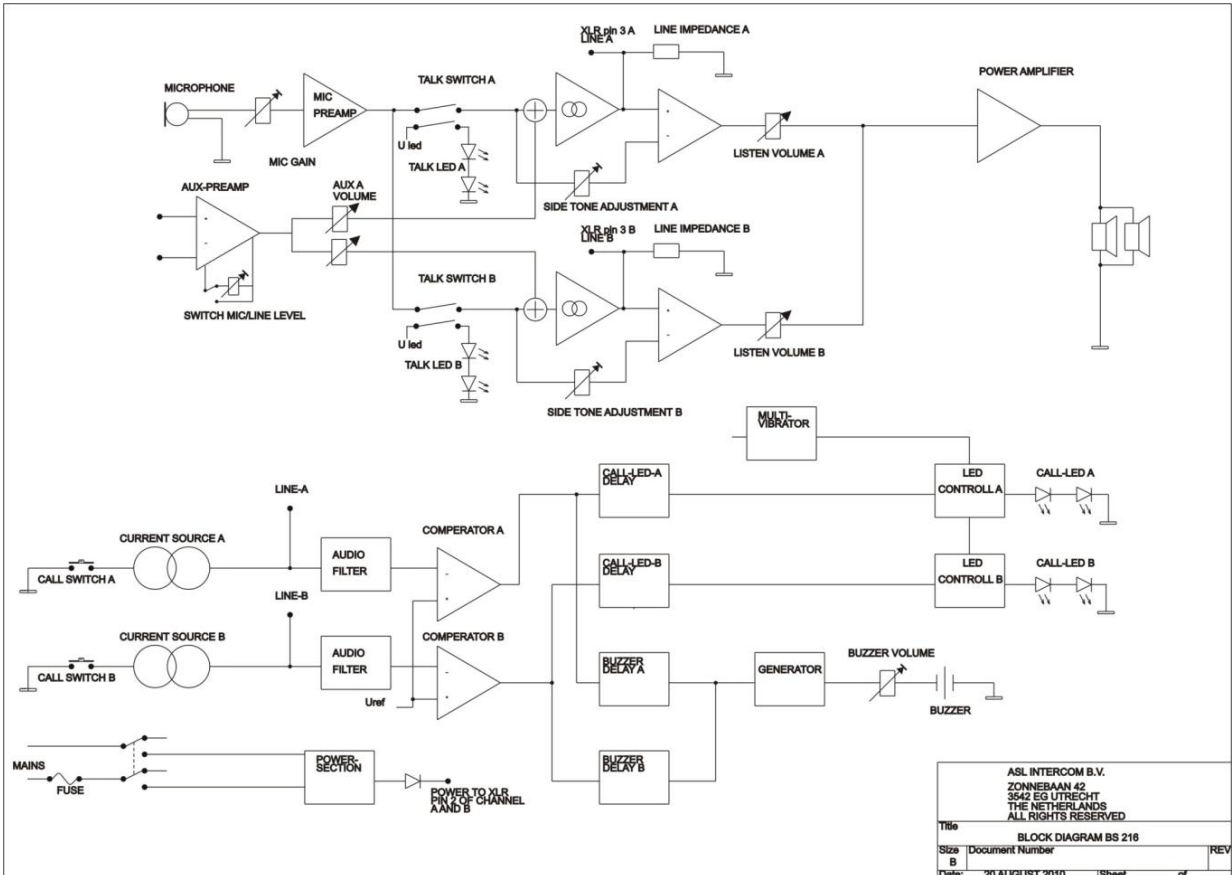 XLR pin 3 A
LINE A
LINE IMPEDANCE A
POWER AMPLIFIER
MICROPHONE
TALK SWITCH A
MIC
PREAMP
MIC GAIN
U led
TALK LED A
+
-
LISTEN VOLUME A
AUX-PREAMP
AUX A
VOLUME
SIDE TONE ADJUSTMENT A
+
-
XLR pin 3 B
LINE B
LINE IMPEDANCE B
TALK SWITCH B
SWITCH MIC/LINE LEVEL
U led
TALK LED B
+
-
LISTEN VOLUME B
SIDE TONE ADJUSTMENT B
MULTI-
VIBRATOR
CALL-LED-A
DELAY
LED
CONTROLL A
CALL-LED A
LINE-A
CURRENT SOURCE A
COMPERATOR A
AUDIO
FILTER
CALL SWITCH A
-
+
CALL-LED-B
DELAY
LED
CONTROLL B
CALL-LED B
LINE-B
CURRENT SOURCE B
COMPERATOR B
AUDIO
FILTER
CALL SWITCH B
-
+
Uref
BUZZER
DELAY A
GENERATOR
BUZZER VOLUME
BUZZER
MAINS
FUSE
POWER-
SECTION
POWER TO XLR
PIN 2 OF CHANNEL
A AND B
BUZZER
DELAY B
ASL INTERCOM B.V.
ZONNEBAAN 42
3542 EG UTRECHT
THE NETHERLANDS
ALL RIGHTS RESERVED
Title
BLOCK DIAGRAM BS 216
Size Document Number REV
B
Date: 20 AUGUST 2010 Sheet of